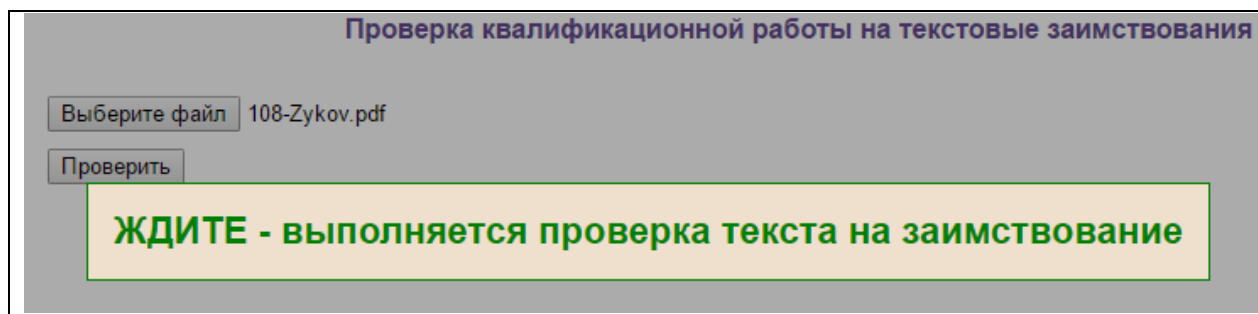 Проверка квалификационной работы на текстовые заимствования
Выберите файл 108-Zykov.pdf
Проверить
ЖДИТЕ - выполняется проверка текста на заимствование